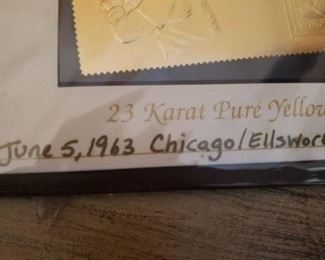 23 Karat Pure Yellow
June 5, 1963 Chicago/Ellswor